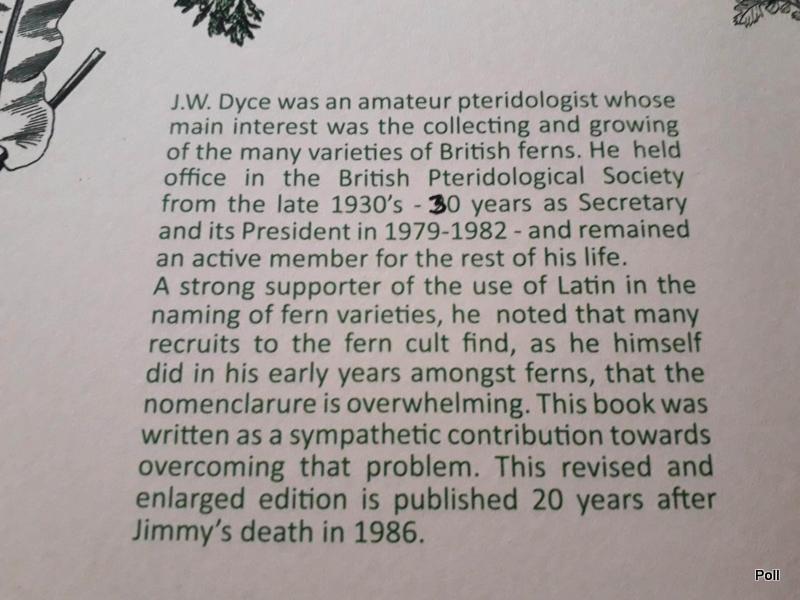 J.W. Dyce was an amateur pteridologist whose
main interest was the collecting and growing
of the many varieties of British ferns. He held
office in the British Pteridological Society
from the late 1930's - 30 years as Secretary
and its President in 1979-1982 - and remained
an active member for the rest of his life.
A strong supporter of the use of Latin in the
naming of fern varieties, he noted that many
recruits to the fern cult find, as he himself
did in his early years amongst ferns, that the
nomenclarure is overwhelming. This book was
written as a sympathetic contribution towards
overcoming that problem. This revised and
enlarged edition is published 20 years after
Jimmy's death in 1986.
Poll